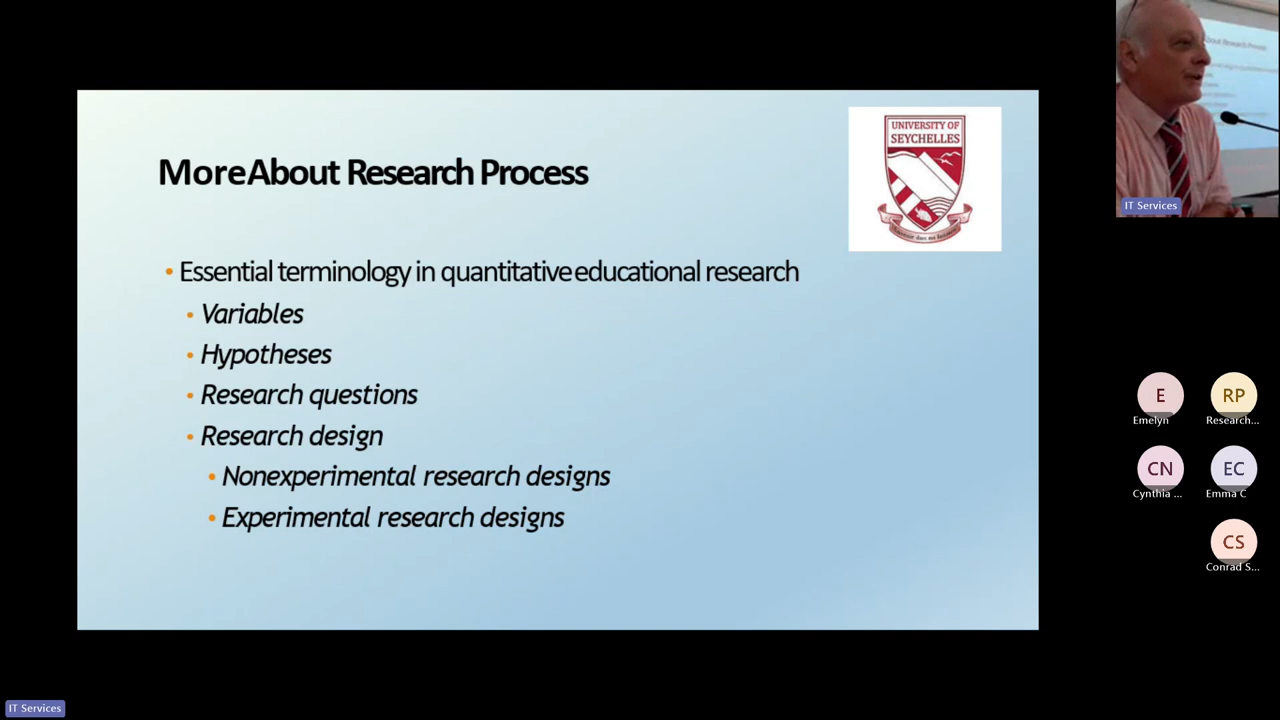 More About Research Process
UNIVERSITY OF
SEYCHELLES
• Essential terminology in quantitative educational research
• Variables
• Hypotheses
• Research questions
• Research design
• Nonexperimental research designs
• Experimental research designs
IT Services
E
Emelyn
RP
Research...
CN
Cynthia ...
EC
Emma C
CS
Conrad S...
IT Services